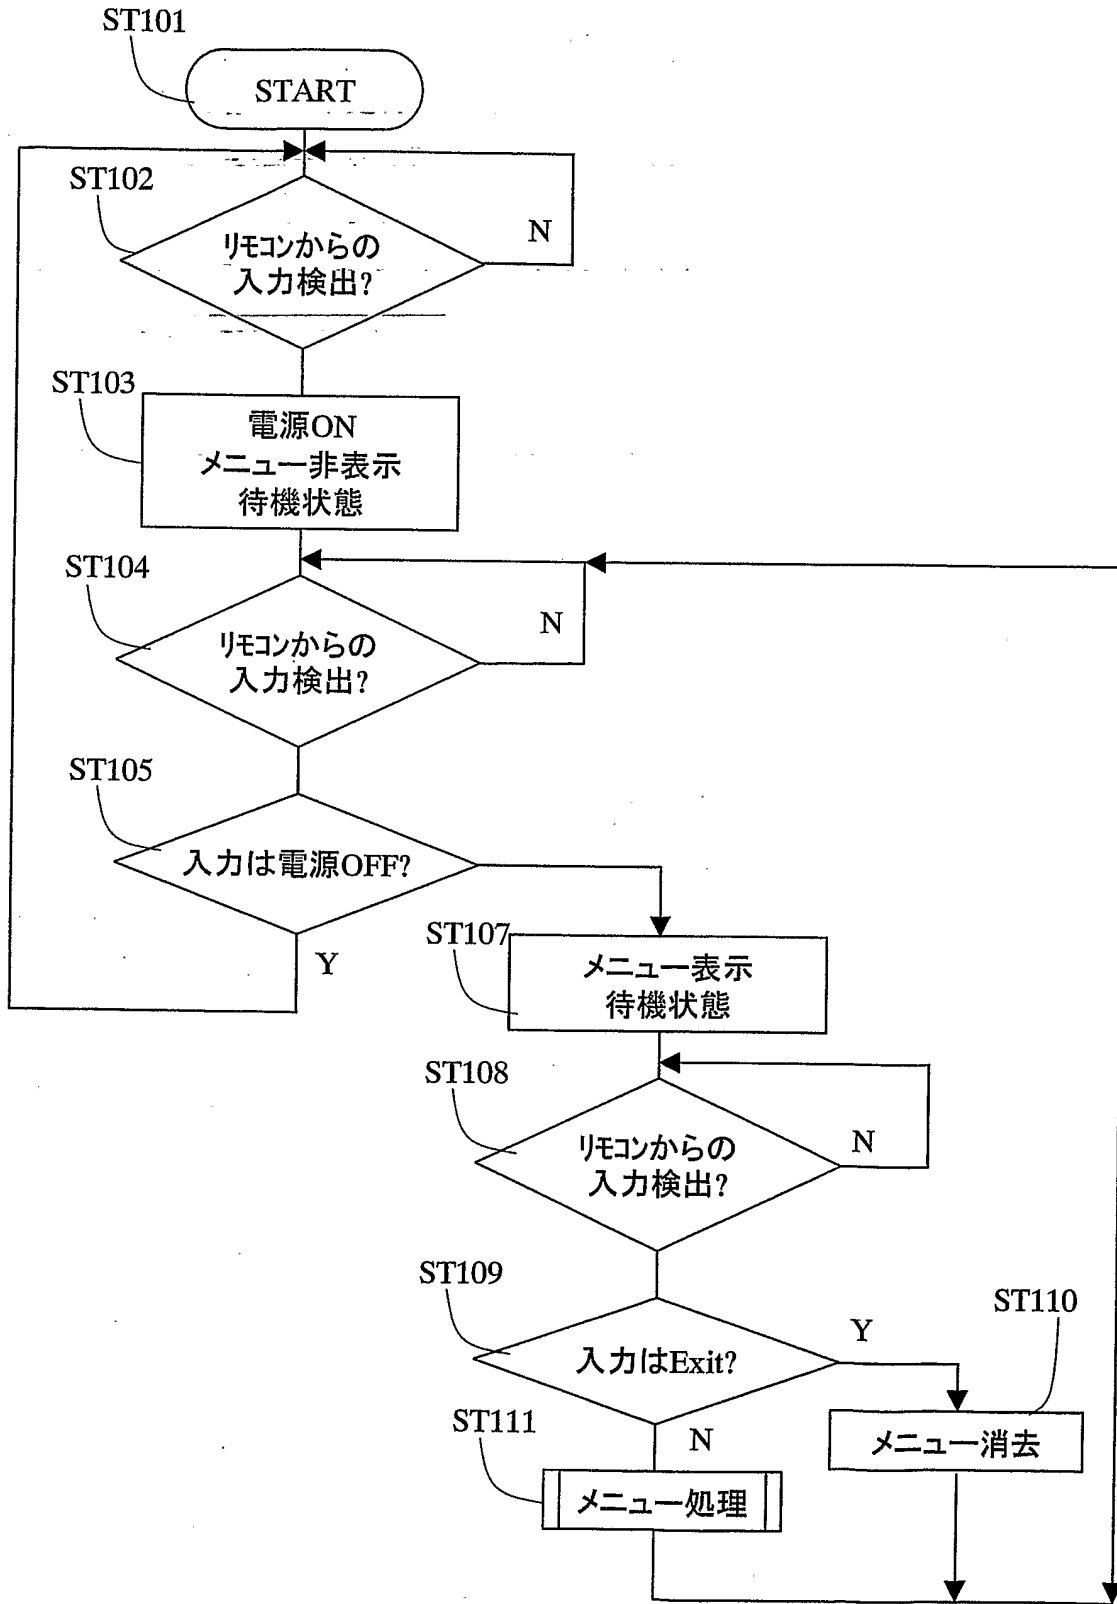 ST101
START
ST102
リモコンからの
入力検出?
N
ST103
電源ON
メニュー非表示
待機状態
ST104
リモコンからの
入力検出?
N
ST105
入力は電源OFF?
Y
ST107
メニュー表示
待機状態
ST108
リモコンからの
入力検出?
N
ST109
入力はExit?
Y
ST110
メニュー消去
N
ST111
メニュー処理